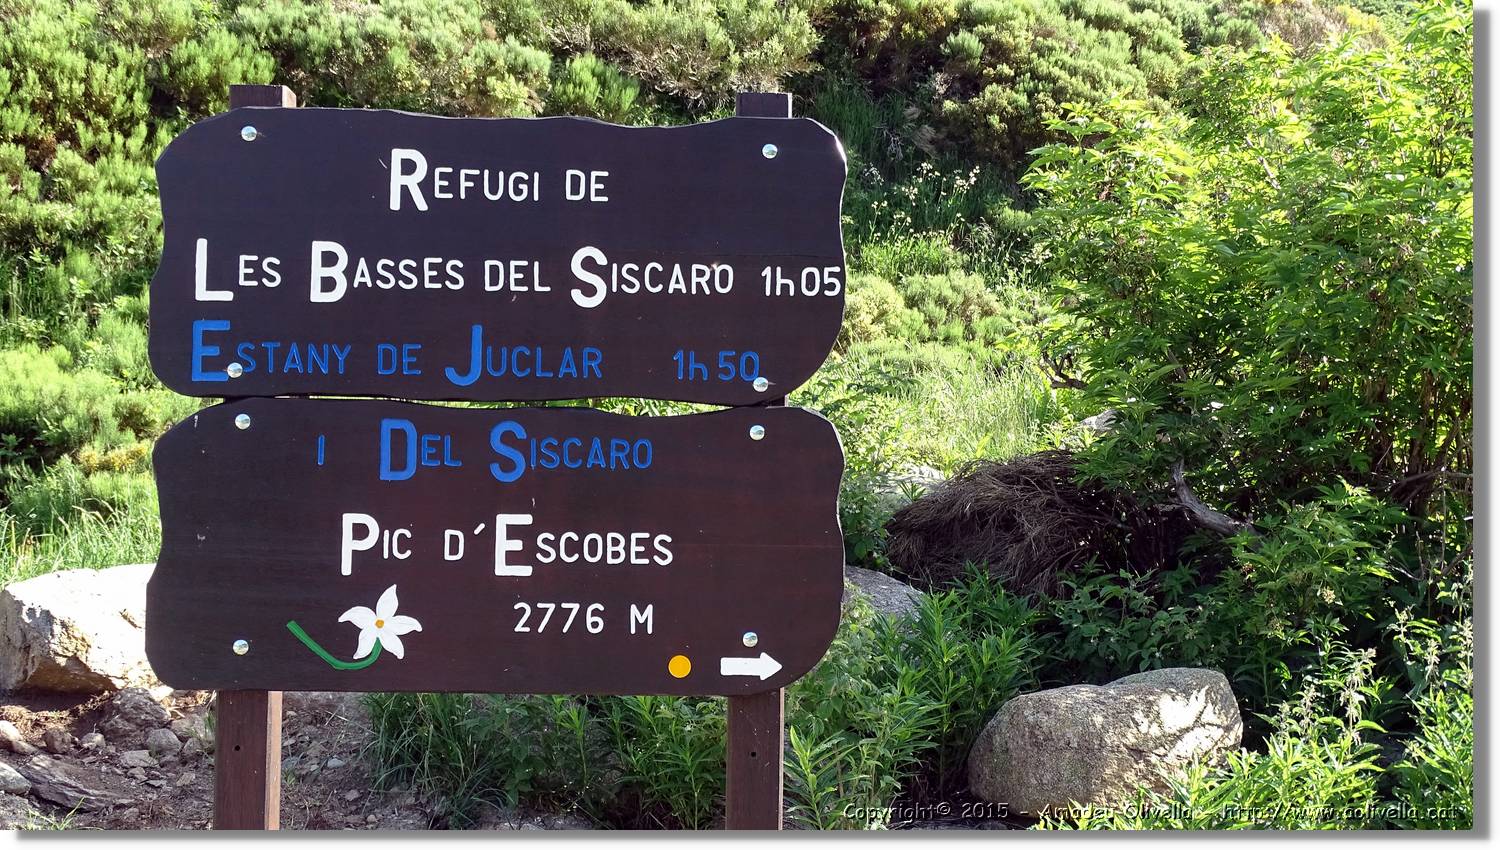 REFUGI DE
LES BASSES DEL SISCARO 1h05
ESTANY DE JUCLAR 1h50
I DEL SISCARO
PIC D´ESCOBES
2776 M
Copyright© 2015 - Amadeu Olivella - http://www.aolivella.cat